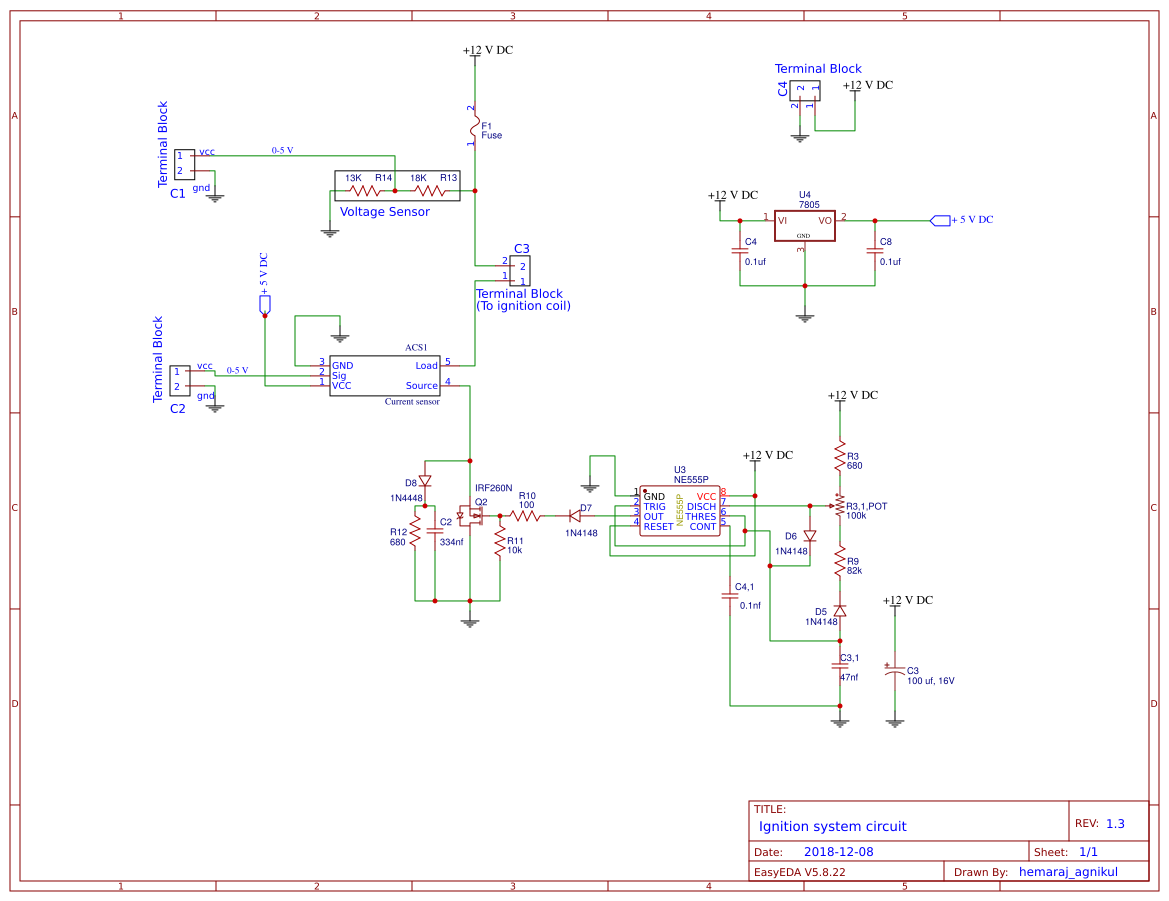 1 2 3 4 5
A
B
C
D
A
B
C
D
+12 V DC
2
F1
Fuse
1
Terminal Block
1
2
vcc
gnd
C1
0-5 V
13K R14 18K R13
Voltage Sensor
C3
2 2
1 1
Terminal Block
(To ignition coil)
+ 5 V DC
Terminal Block
1
2
vcc
gnd
C2
0-5 V
ACS1
3 GND Load 5
2 Sig
1 VCC Source 4
Current sensor
Terminal Block
C4
2 1
2 1
+12 V DC
+12 V DC
U4
7805
1 VI VO 2
GND
3
+ 5 V DC
C4
0.1uf
C8
0.1uf
D8
1N4448
IRF260N
Q2
R12
680
C2
334nf
R10
100
R11
10k
D7
1N4148
U3
NE555P
1 GND VCC 8
2 TRIG DISCH 7
3 OUT THRES 6
4 RESET CONT 5
NE555P
+12 V DC
+12 V DC
R3
680
R3,1,POT
100k
D6
1N4148
R9
82k
C4,1
0.1nf
D5
1N4148
C3,1
47nf
+12 V DC
C3
100 uf, 16V
TITLE:
Ignition system circuit
REV: 1.3
Date: 2018-12-08
Sheet: 1/1
EasyEDA V5.8.22
Drawn By: hemaraj_agnikul
1 2 3 4 5